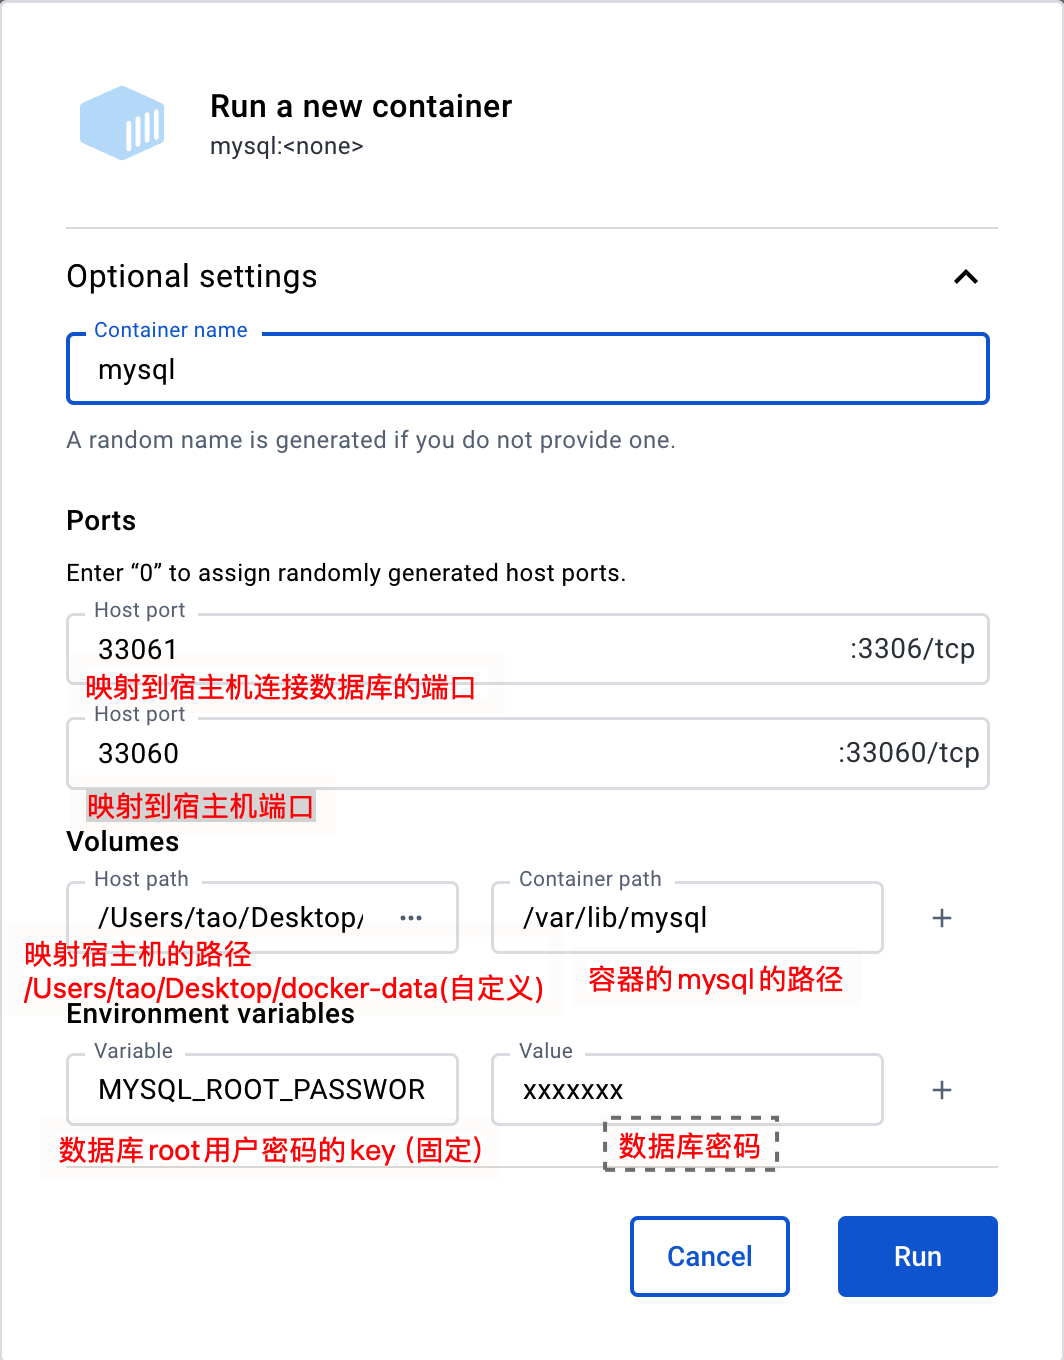 Run a new container
mysql:<none>
Optional settings
Container name
mysql
A random name is generated if you do not provide one.
Ports
Enter “0” to assign randomly generated host ports.
Host port
33061 :3306/tcp
映射到宿主机连接数据库的端口
Host port
33060 :33060/tcp
映射到宿主机端口
Volumes
Host path Container path
/Users/tao/Desktop/ ••• /var/lib/mysql +
映射宿主机的路径
/Users/tao/Desktop/docker-data(自定义)
容器的mysql的路径
Environment variables
Variable Value
MYSQL_ROOT_PASSWOR xxxxxxx +
数据库root用户密码的key（固定）
数据库密码
Cancel Run